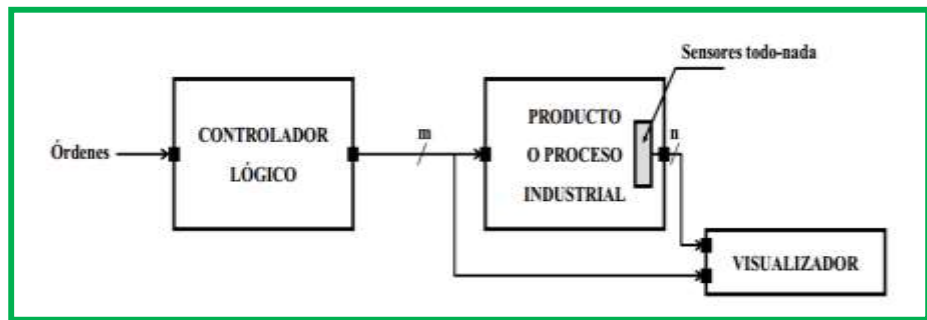 Sensores todo-nada
Órdenes
CONTROLADOR
LÓGICO
m
PRODUCTO
O PROCESO
INDUSTRIAL
n
VISUALIZADOR